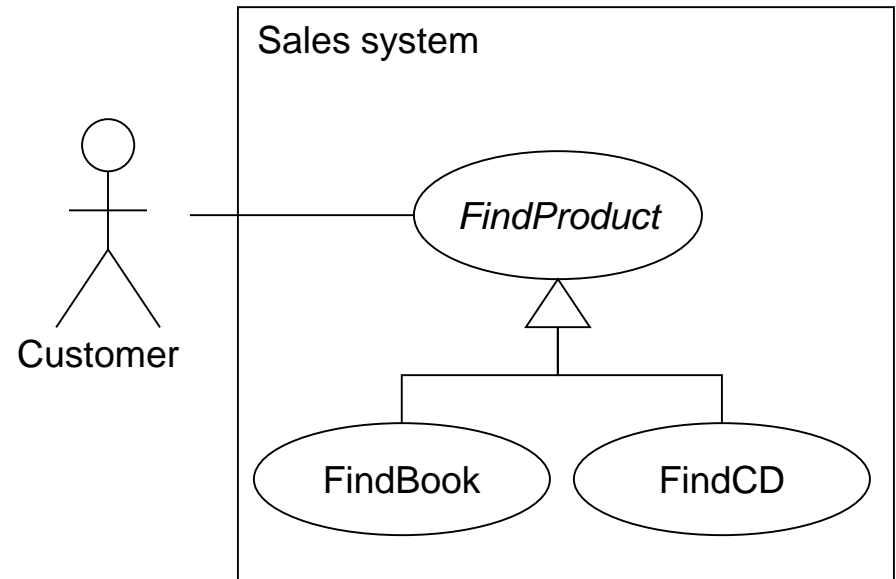 Sales system
FindProduct
Customer
FindBook
FindCD